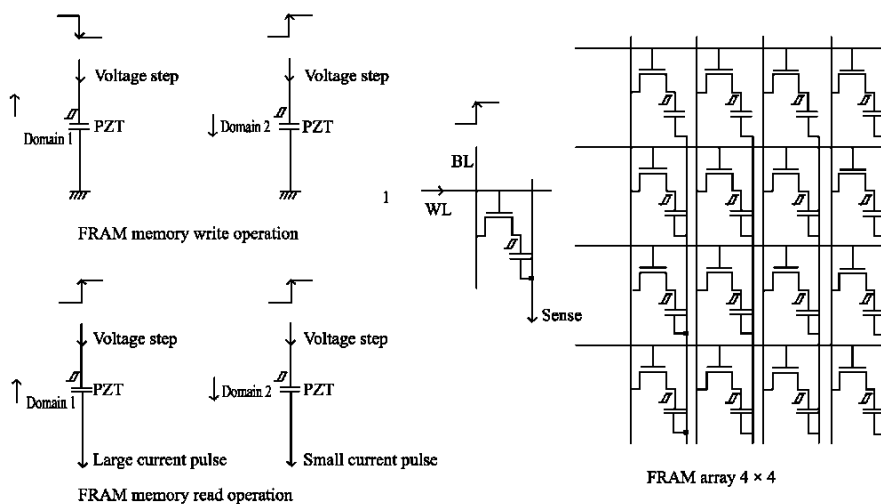 Voltage step
Voltage step
Domain 1
PZT
Domain 2
PZT
FRAM memory write operation
Voltage step
Voltage step
Domain 1
PZT
Domain 2
PZT
Large current pulse
Small current pulse
FRAM memory read operation
BL
1
WL
Sense
FRAM array 4 × 4